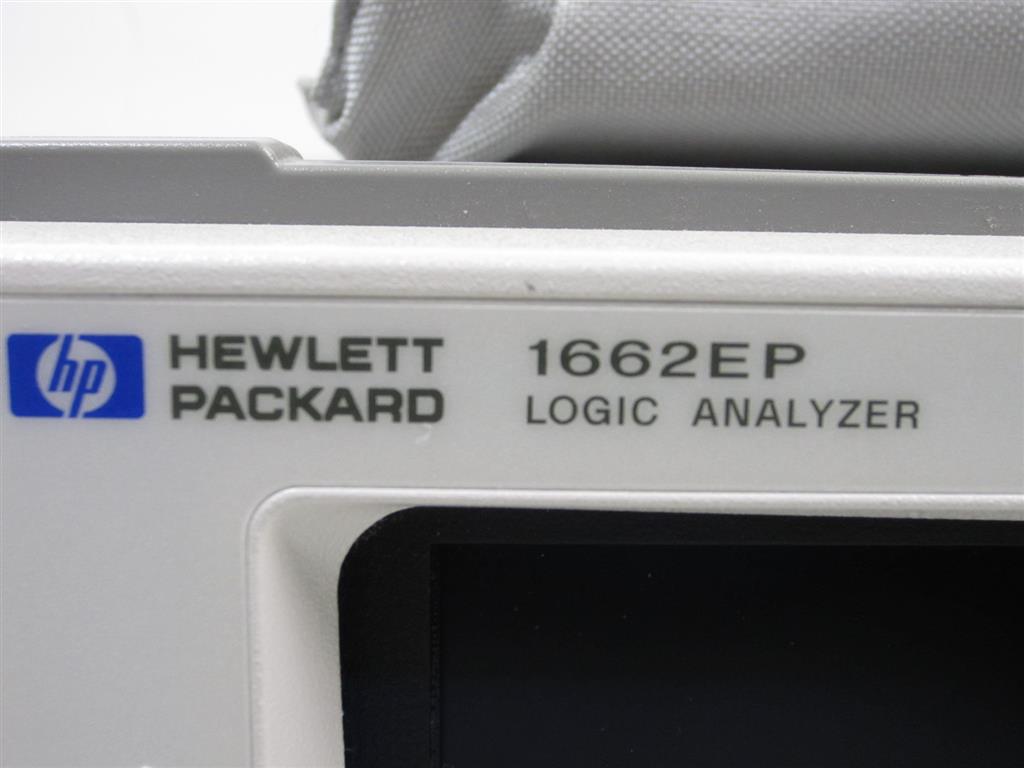 hp
HEWLETT
PACKARD
1662EP
LOGIC ANALYZER